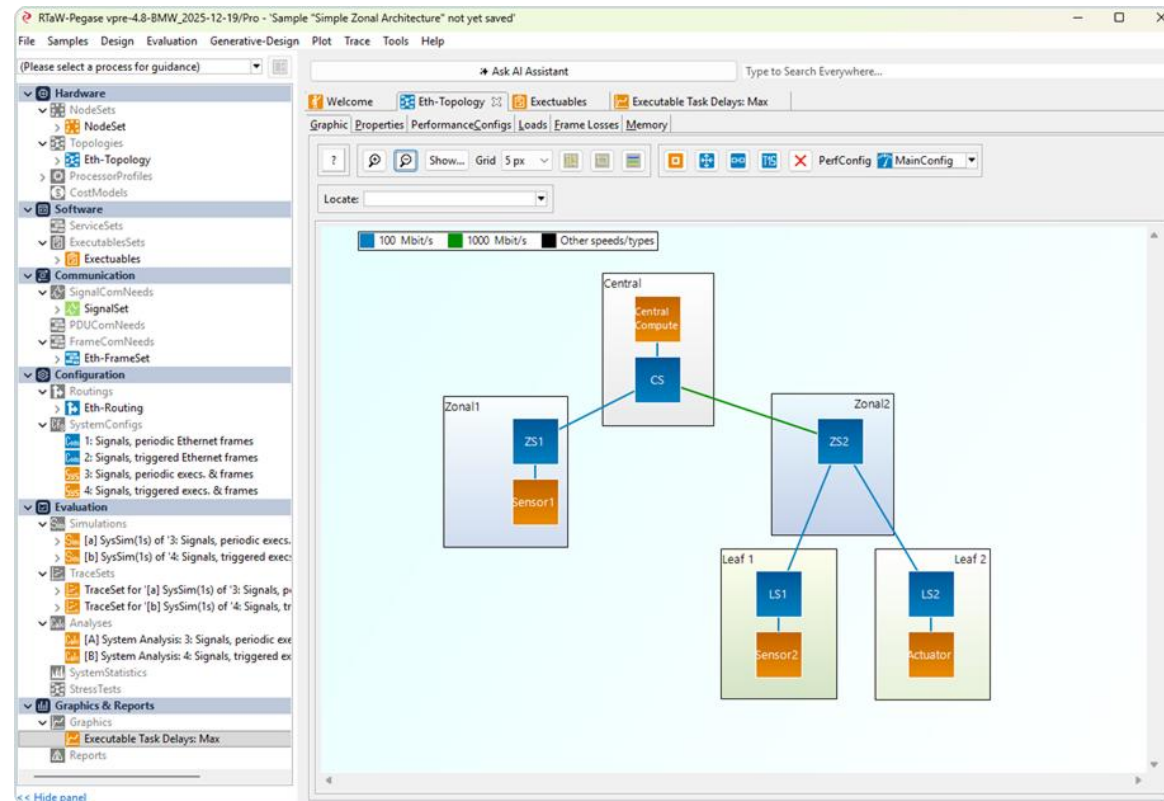 RTaW-Pegase vpre-4.8-BMW_2025-12-19/Pro - 'Sample "Simple Zonal Architecture" not yet saved'
File Samples Design Evaluation Generative-Design Plot Trace Tools Help
(Please select a process for guidance)
Ask AI Assistant
Type to Search Everywhere...
Welcome
Eth-Topology
Exectuables
Executable Task Delays: Max
Graphic Properties PerformanceConfigs Loads Frame Losses Memory
? Show... Grid 5 px TAS PerfConfig MainConfig
Locate:
Hardware
NodeSets
NodeSet
Topologies
Eth-Topology
ProcessorProfiles
CostModels
Software
ServiceSets
ExecutablesSets
Exectuables
Communication
SignalComNeeds
SignalSet
PDUComNeeds
FrameComNeeds
Eth-FrameSet
Configuration
Routings
Eth-Routing
SystemConfigs
1: Signals, periodic Ethernet frames
2: Signals, triggered Ethernet frames
3: Signals, periodic execs. & frames
4: Signals, triggered execs. & frames
Evaluation
Simulations
[a] SysSim(1s) of '3: Signals, periodic execs.
[b] SysSim(1s) of '4: Signals, triggered exec
TraceSets
TraceSet for '[a] SysSim(1s) of '3: Signals, p
TraceSet for '[b] SysSim(1s) of '4: Signals, tr
Analyses
[A] System Analysis: 3: Signals, periodic exe
[B] System Analysis: 4: Signals, triggered ex
SystemStatistics
StressTests
Graphics & Reports
Graphics
Executable Task Delays: Max
Reports
<< Hide panel
100 Mbit/s 1000 Mbit/s Other speeds/types
Central
Central
Compute
CS
Zonal1
ZS1
Sensor1
Zonal2
ZS2
Leaf 1
LS1
Sensor2
Leaf 2
LS2
Actuator